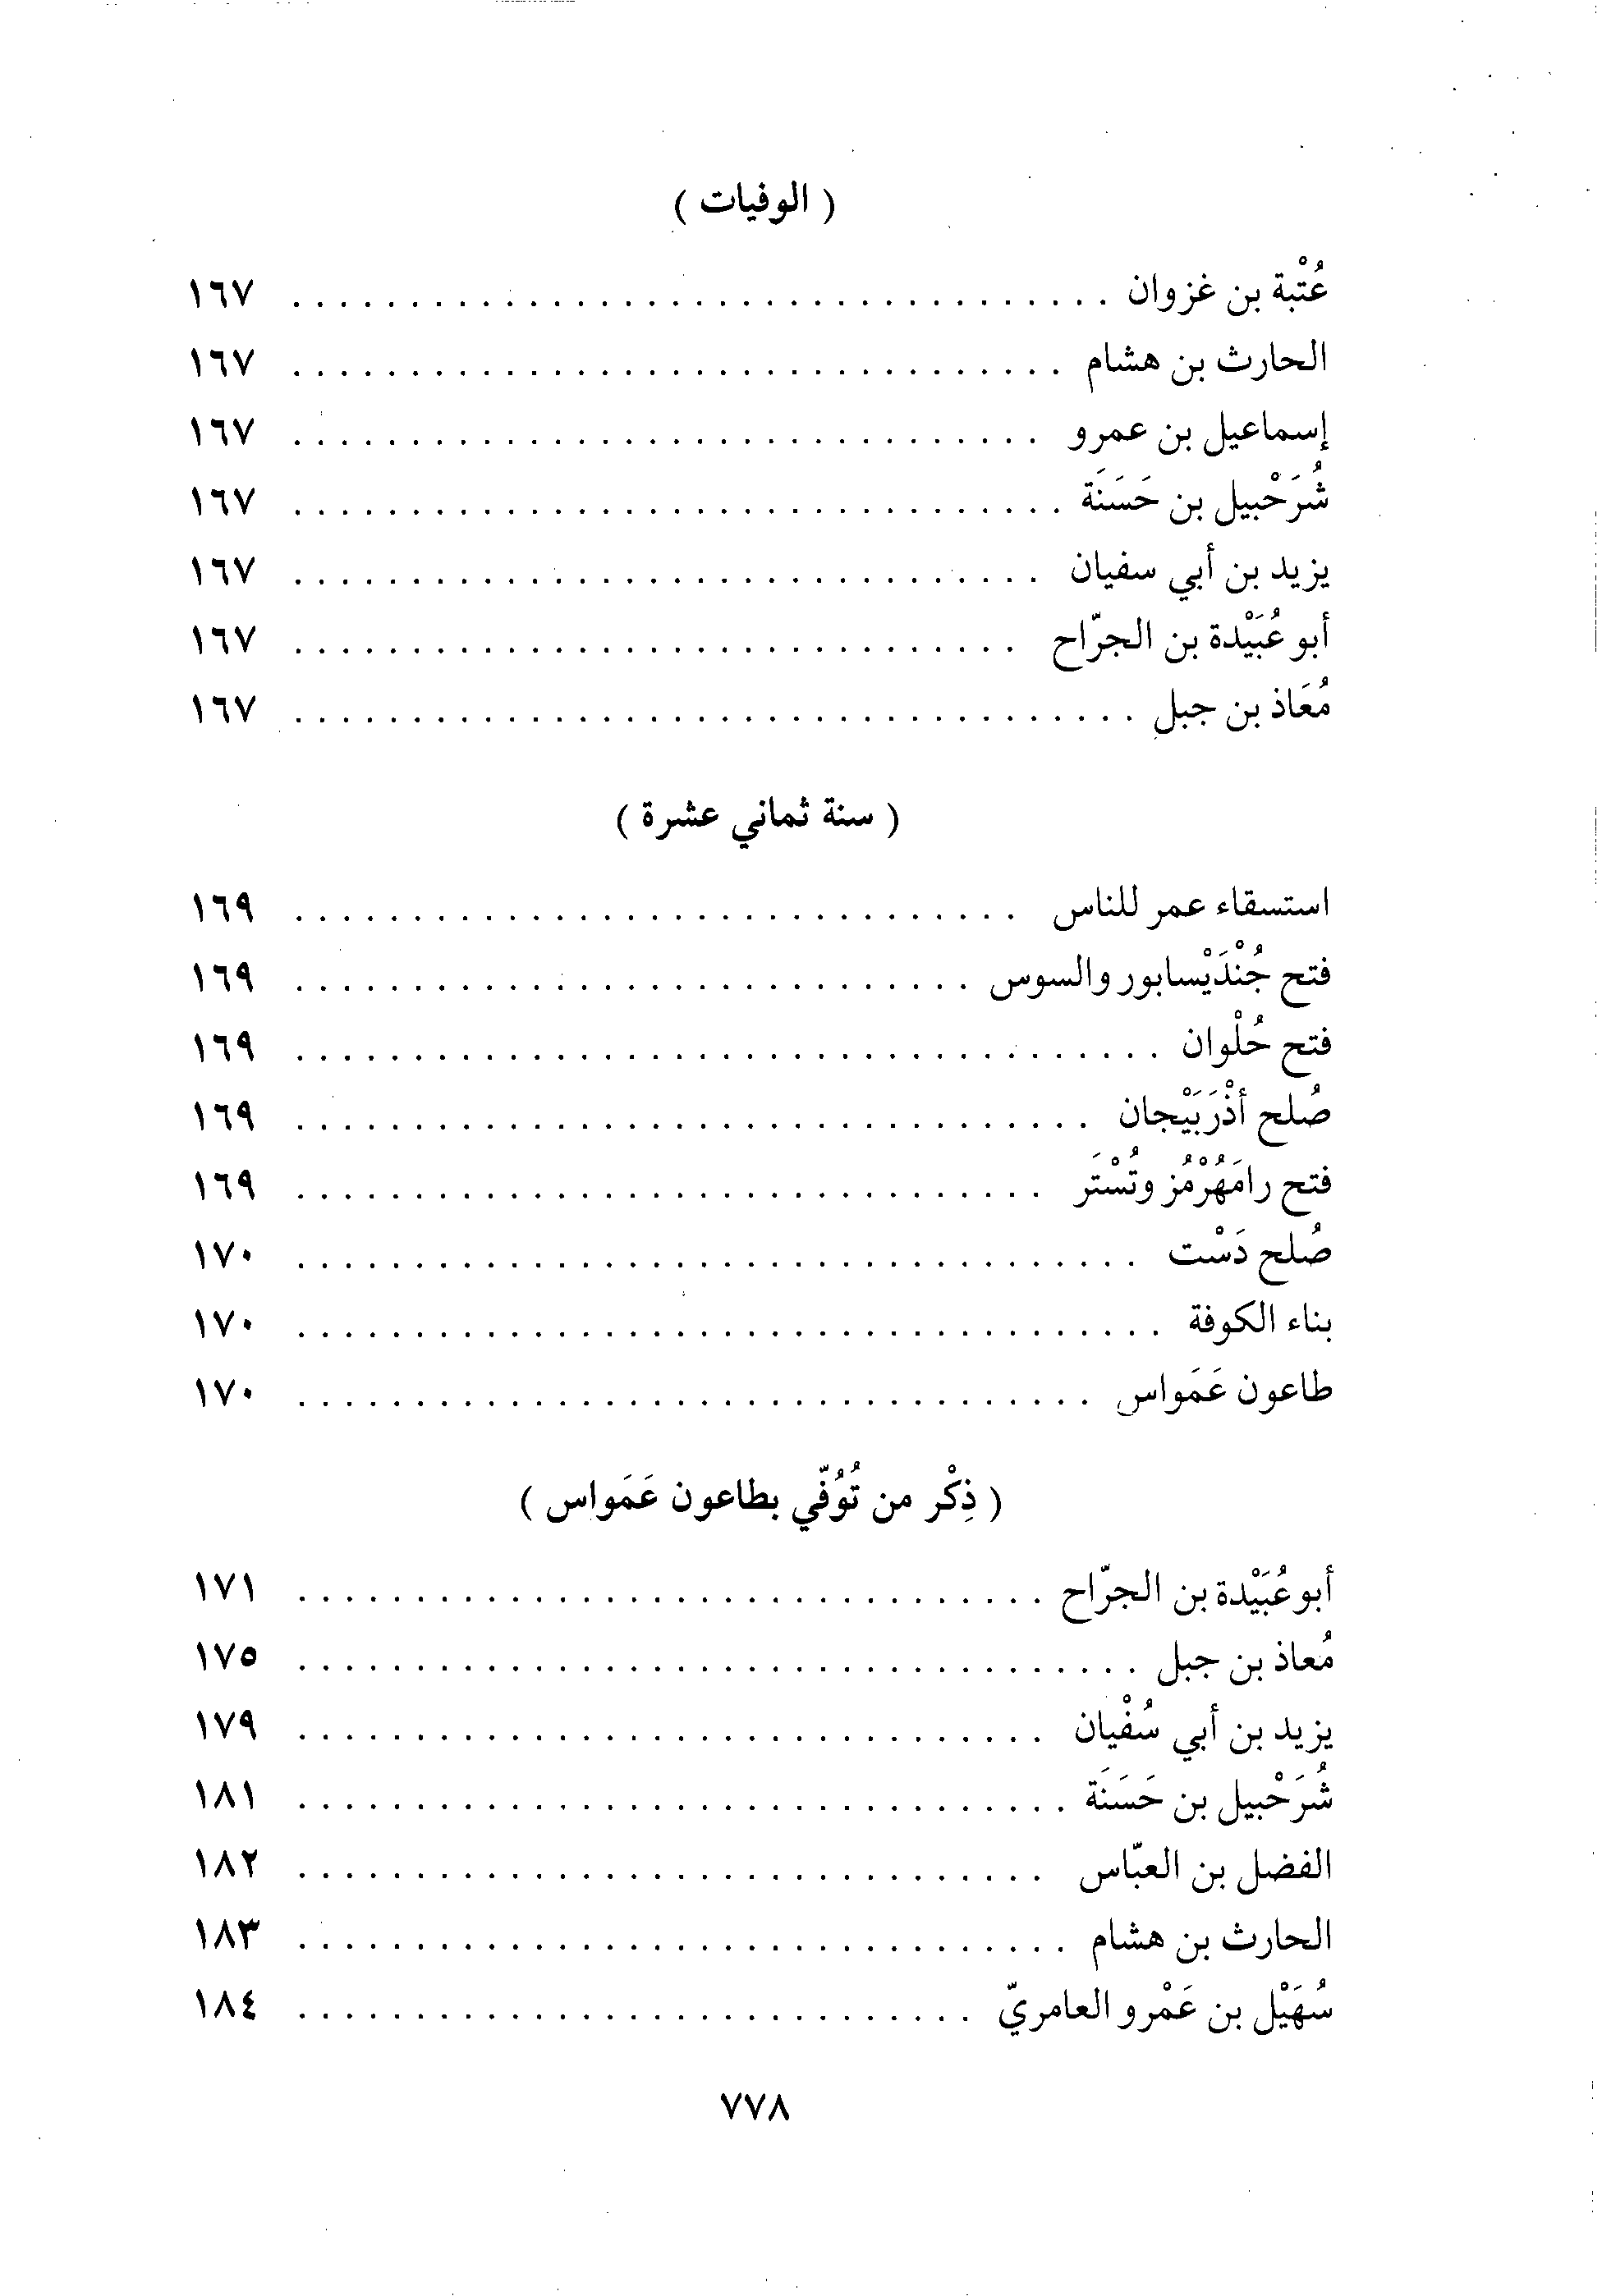 ( الوفيات )
عُتْبة بن غزوان . . . . . . . . . . . . . . . . . . . . . . . . . . . . . . . . . . . ١٦٧
الحارث بن هشام . . . . . . . . . . . . . . . . . . . . . . . . . . . . . . . . . ١٦٧
إسماعيل بن عمرو . . . . . . . . . . . . . . . . . . . . . . . . . . . . . . . . ١٦٧
شُرَحْبيل بن حَسَنَة . . . . . . . . . . . . . . . . . . . . . . . . . . . . . . . . . ١٦٧
يزيد بن أبي سفيان . . . . . . . . . . . . . . . . . . . . . . . . . . . . . . . . ١٦٧
أبو عُبَيْدة بن الجرّاح . . . . . . . . . . . . . . . . . . . . . . . . . . . . . . . ١٦٧
مُعَاذ بن جبل . . . . . . . . . . . . . . . . . . . . . . . . . . . . . . . . . . . . ١٦٧
( سنة ثماني عشرة )
استسقاء عمر للناس . . . . . . . . . . . . . . . . . . . . . . . . . . . . . . . ١٦٩
فتح جُنْدَيْسابور والسوس . . . . . . . . . . . . . . . . . . . . . . . . . . . . . ١٦٩
فتح حُلْوان . . . . . . . . . . . . . . . . . . . . . . . . . . . . . . . . . . . . . ١٦٩
صُلح أذْرَبَيْجان . . . . . . . . . . . . . . . . . . . . . . . . . . . . . . . . . . ١٦٩
فتح رامَهُرْمُز وتُسْتَر . . . . . . . . . . . . . . . . . . . . . . . . . . . . . . . . ١٦٩
صُلح دَسْت . . . . . . . . . . . . . . . . . . . . . . . . . . . . . . . . . . . . ١٧٠
بناء الكوفة . . . . . . . . . . . . . . . . . . . . . . . . . . . . . . . . . . . . . ١٧٠
طاعون عَمَواس . . . . . . . . . . . . . . . . . . . . . . . . . . . . . . . . . . ١٧٠
( ذِكْر من تُوُفّي بطاعون عَمَواس )
أبو عُبَيْدة بن الجرّاح . . . . . . . . . . . . . . . . . . . . . . . . . . . . . . . . ١٧١
مُعاذ بن جبل . . . . . . . . . . . . . . . . . . . . . . . . . . . . . . . . . . . . ١٧٥
يزيد بن أبي سُفْيان . . . . . . . . . . . . . . . . . . . . . . . . . . . . . . . . ١٧٩
شُرَحْبيل بن حَسَنَة . . . . . . . . . . . . . . . . . . . . . . . . . . . . . . . . . ١٨١
الفضل بن العبّاس . . . . . . . . . . . . . . . . . . . . . . . . . . . . . . . . ١٨٢
الحارث بن هشام . . . . . . . . . . . . . . . . . . . . . . . . . . . . . . . . . ١٨٣
سُهَيْل بن عَمْرو العامريّ . . . . . . . . . . . . . . . . . . . . . . . . . . . . . ١٨٤
٧٧٨